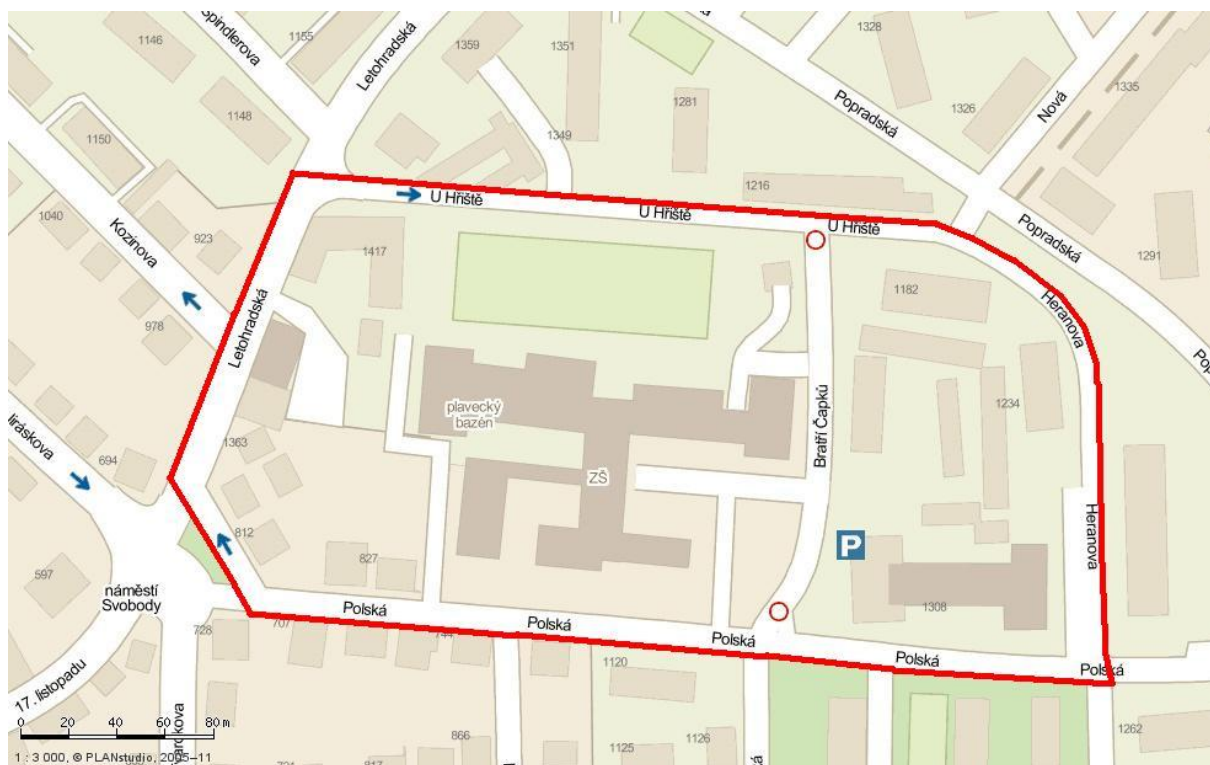 1146
Spindlerova
1155
Letohradská
1359
1351
1328
1335
1148
1281
1326
Nová
Popradská
1150
1349
1216
U Hřiště
U Hřiště
U Hřiště
1040
Kozinova
923
Popradská
1417
1291
1182
Heranova
978
Letohradská
plavecký
bazén
Bratří Čapků
1234
694
1363
ZŠ
812
P
Heranova
597
827
náměstí
Svobody
Polská
1308
728
707
744
Polská
Polská
Polská
Polská
1120
17. listopadu
0 20 40 60 80 m
866
1125
1126
1262
1 : 3 000, © PLANstudio, 2005–11